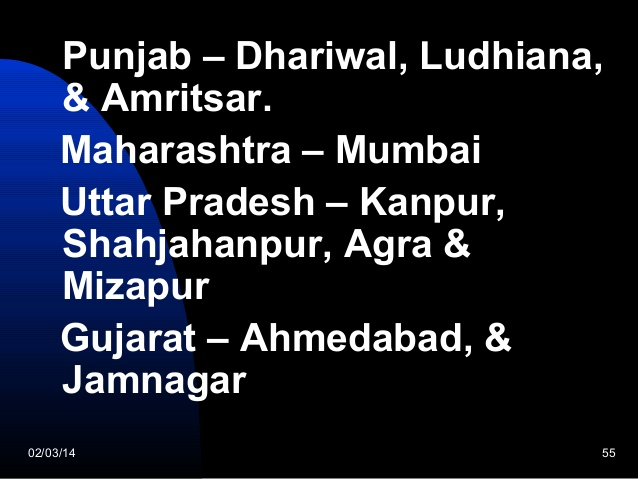 Punjab – Dhariwal, Ludhiana,
& Amritsar.
Maharashtra – Mumbai
Uttar Pradesh – Kanpur,
Shahjahanpur, Agra &
Mizapur
Gujarat – Ahmedabad, &
Jamnagar
02/03/14
55